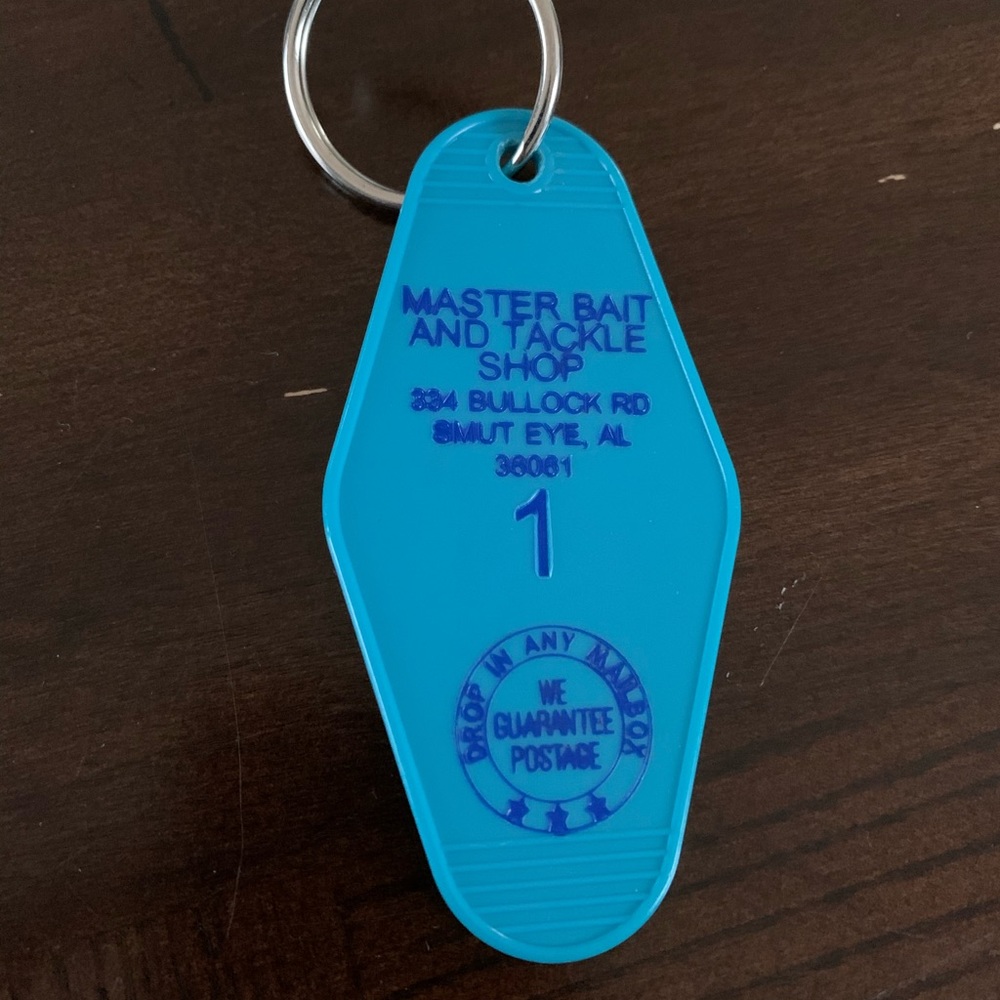 MASTER BAIT
AND TACKLE
SHOP
334 BULLOCK RD
SMUT EYE, AL
36061
1
DROP IN ANY MAILBOX
WE
GUARANTEE
POSTAGE